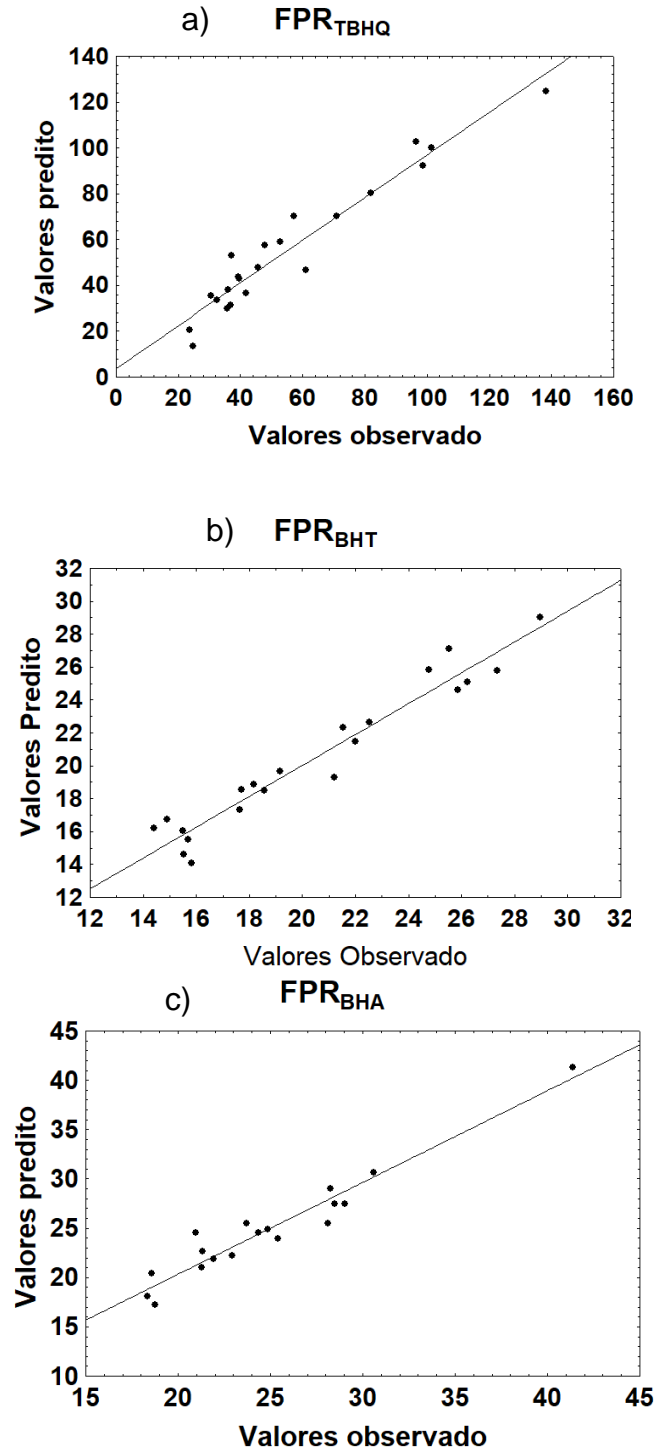 a) FPR_TBHQ
140
120
100
80
60
40
20
0
Valores predito
0 20 40 60 80 100 120 140 160
Valores observado
b) FPR_BHT
32
30
28
26
24
22
20
18
16
14
12
Valores Predito
12 14 16 18 20 22 24 26 28 30 32
Valores Observado
c) FPR_BHA
45
40
35
30
25
20
15
10
Valores predito
15 20 25 30 35 40 45
Valores observado